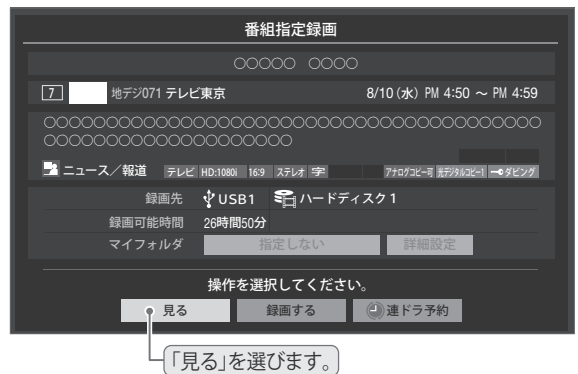 番組指定録画
○○○○○ ○○○○
7 地デジ071 テレビ東京 8/10(水) PM 4:50 ～ PM 4:59
○○○○○○○○○○○○○○○○○○○○○○○○○○○○○○○○○○○
○○○○○○○○○○○○○○○○○○
ニュース／報道 テレビ HD:1080i 16:9 ステレオ 字 アナログコピー可 光デジタルコピー1 ダビング
録画先 USB1 ハードディスク1
録画可能時間 26時間50分
マイフォルダ 指定しない 詳細設定
操作を選択してください。
見る 録画する 連ドラ予約
「見る」を選びます。